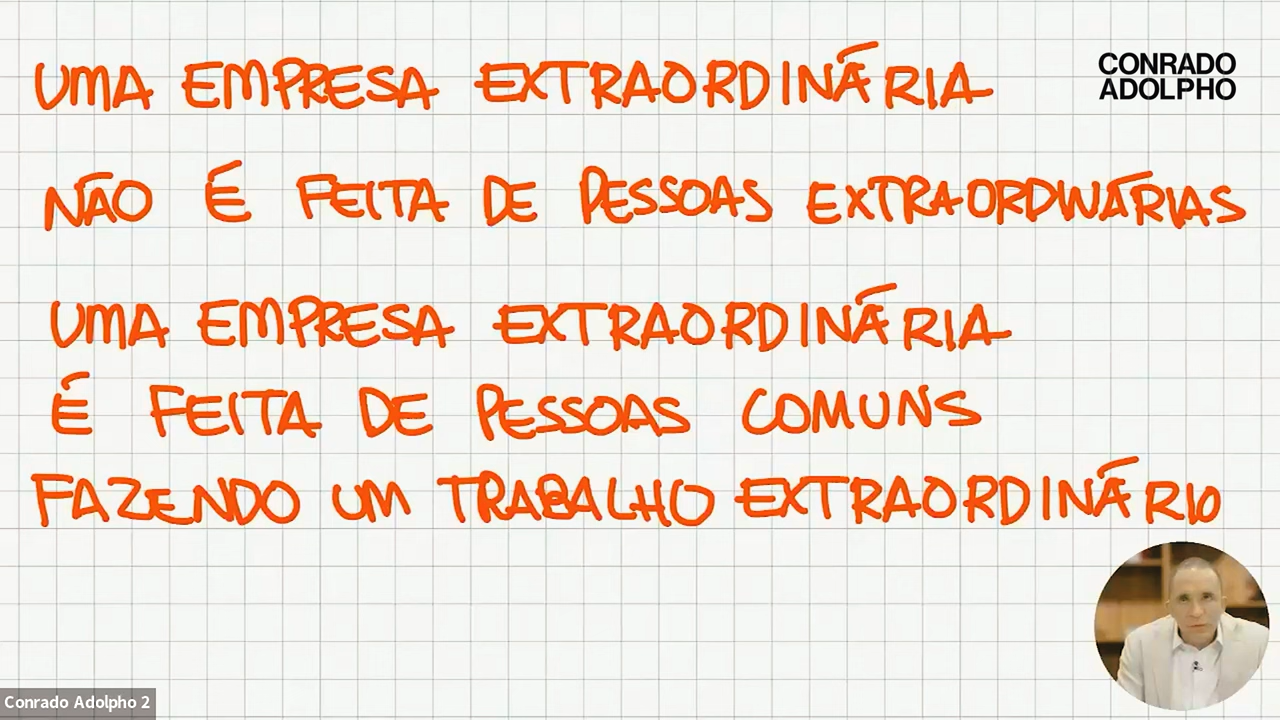 UMA EMPRESA EXTRAORDINÁRIA
CONRADO
ADOLPHO
NÃO É FEITA DE PESSOAS EXTRAORDINÁRIAS
UMA EMPRESA EXTRAORDINÁRIA
É FEITA DE PESSOAS COMUNS
FAZENDO UM TRABALHO EXTRAORDINÁRIO
Conrado Adolpho 2